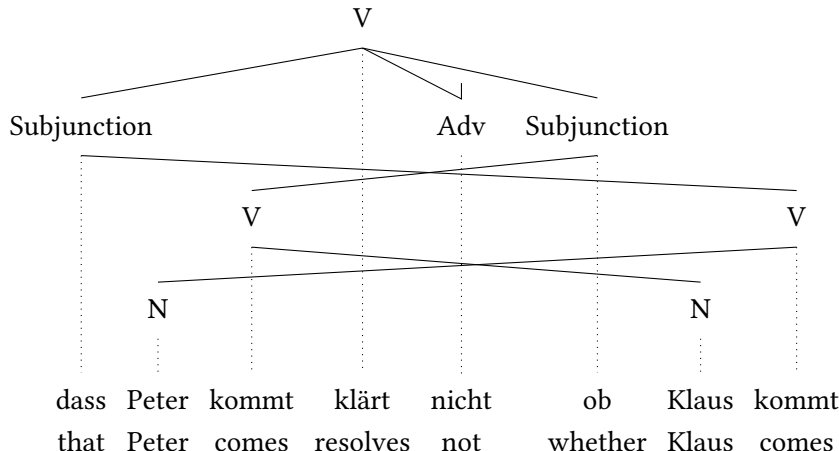 V
Subjunction Adv Subjunction
V V
N N
dass Peter kommt klärt nicht ob Klaus kommt
that Peter comes resolves not whether Klaus comes